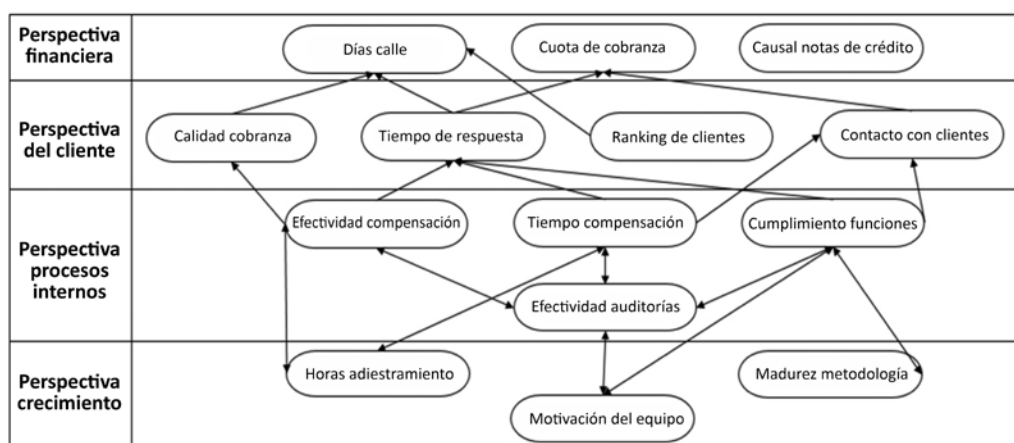 Perspectiva
financiera
Días calle
Cuota de cobranza
Causal notas de crédito
Perspectiva
del cliente
Calidad cobranza
Tiempo de respuesta
Ranking de clientes
Contacto con clientes
Perspectiva
procesos
internos
Efectividad compensación
Tiempo compensación
Cumplimiento funciones
Efectividad auditorías
Perspectiva
crecimiento
Horas adiestramiento
Madurez metodología
Motivación del equipo